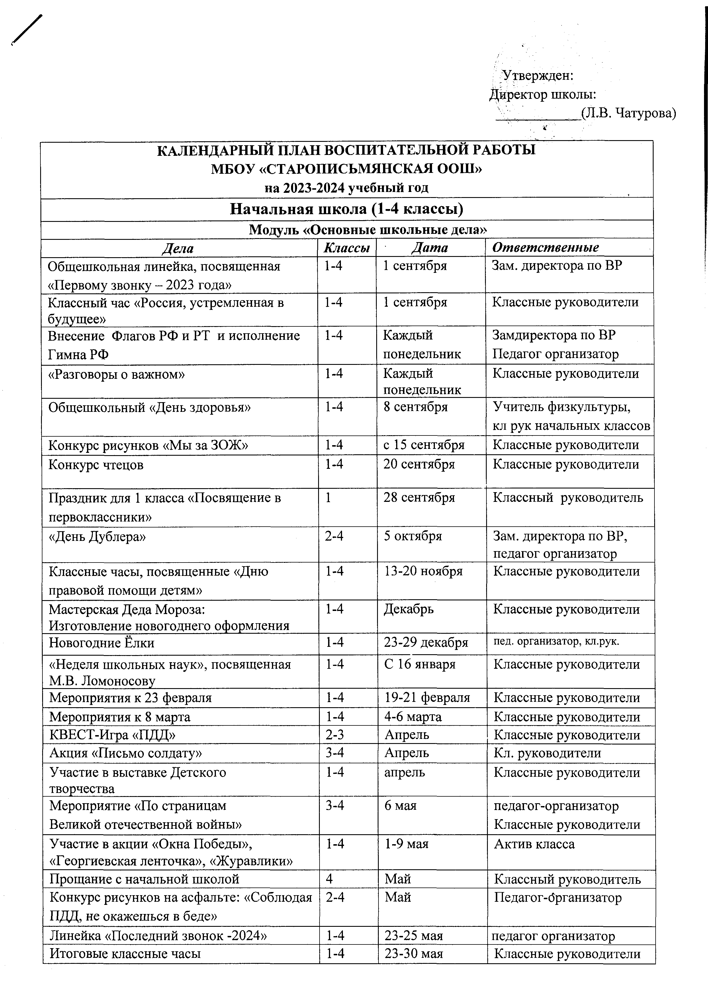 Утвержден:
Директор школы:
____________(Л.В. Чатурова)
КАЛЕНДАРНЫЙ ПЛАН ВОСПИТАТЕЛЬНОЙ РАБОТЫ
МБОУ «СТАРОПИСЬМЯНСКАЯ ООШ»
на 2023-2024 учебный год
Начальная школа (1-4 классы)
Модуль «Основные школьные дела»
Дела Классы Дата Ответственные
Общешкольная линейка, посвященная 1-4 1 сентября Зам. директора по ВР
«Первому звонку – 2023 года»
Классный час «Россия, устремленная в 1-4 1 сентября Классные руководители
будущее»
Внесение Флагов РФ и РТ и исполнение 1-4 Каждый Замдиректора по ВР
Гимна РФ понедельник Педагог организатор
«Разговоры о важном» 1-4 Каждый Классные руководители
понедельник
Общешкольный «День здоровья» 1-4 8 сентября Учитель физкультуры,
кл рук начальных классов
Конкурс рисунков «Мы за ЗОЖ» 1-4 с 15 сентября Классные руководители
Конкурс чтецов 1-4 20 сентября Классные руководители
Праздник для 1 класса «Посвящение в 1 28 сентября Классный руководитель
первоклассники»
«День Дублера» 2-4 5 октября Зам. директора по ВР,
педагог организатор
Классные часы, посвященные «Дню 1-4 13-20 ноября Классные руководители
правовой помощи детям»
Мастерская Деда Мороза: 1-4 Декабрь Классные руководители
Изготовление новогоднего оформления
Новогодние Ёлки 1-4 23-29 декабря пед. организатор, кл.рук.
«Неделя школьных наук», посвященная 1-4 С 16 января Классные руководители
М.В. Ломоносову
Мероприятия к 23 февраля 1-4 19-21 февраля Классные руководители
Мероприятия к 8 марта 1-4 4-6 марта Классные руководители
КВЕСТ-Игра «ПДД» 2-3 Апрель Классные руководители
Акция «Письмо солдату» 3-4 Апрель Кл. руководители
Участие в выставке Детского 1-4 апрель Классные руководители
творчества
Мероприятие «По страницам 3-4 6 мая педагог-организатор
Великой отечественной войны» Классные руководители
Участие в акции «Окна Победы», 1-4 1-9 мая Актив класса
«Георгиевская ленточка», «Журавлики»
Прощание с начальной школой 4 Май Классный руководитель
Конкурс рисунков на асфальте: «Соблюдая 2-4 Май Педагог-организатор
ПДД, не окажешься в беде»
Линейка «Последний звонок -2024» 1-4 23-25 мая педагог организатор
Итоговые классные часы 1-4 23-30 мая Классные руководители